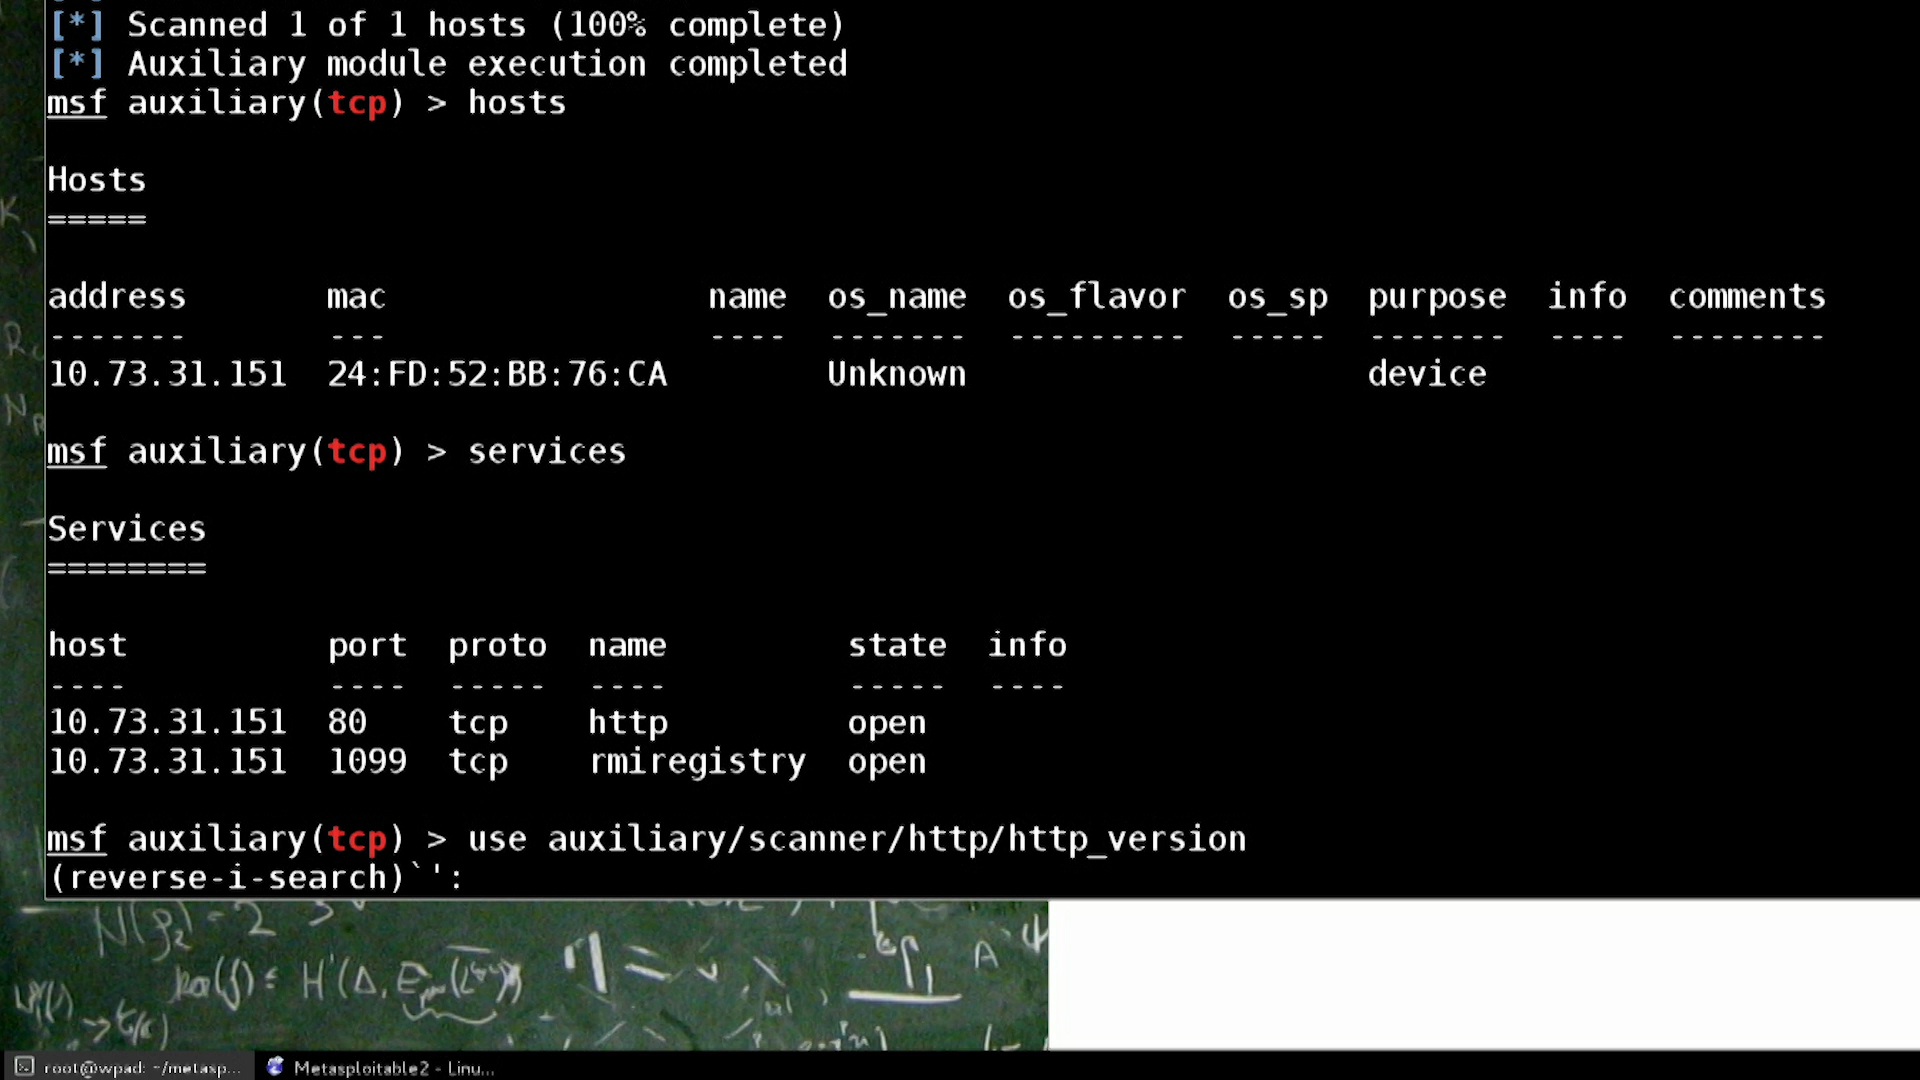 [*] Scanned 1 of 1 hosts (100% complete)
[*] Auxiliary module execution completed
msf auxiliary(tcp) > hosts
Hosts
=====
address mac name os_name os_flavor os_sp purpose info comments
------- --- ---- ------- --------- ----- ------- ---- --------
10.73.31.151 24:FD:52:BB:76:CA Unknown device
msf auxiliary(tcp) > services
Services
========
host port proto name state info
---- ---- ----- ---- ----- ----
10.73.31.151 80 tcp http open
10.73.31.151 1099 tcp rmiregistry open
msf auxiliary(tcp) > use auxiliary/scanner/http/http_version
(reverse-i-search)`':
root@wpad: ~/metasp... Metasploitable2 - Linu...